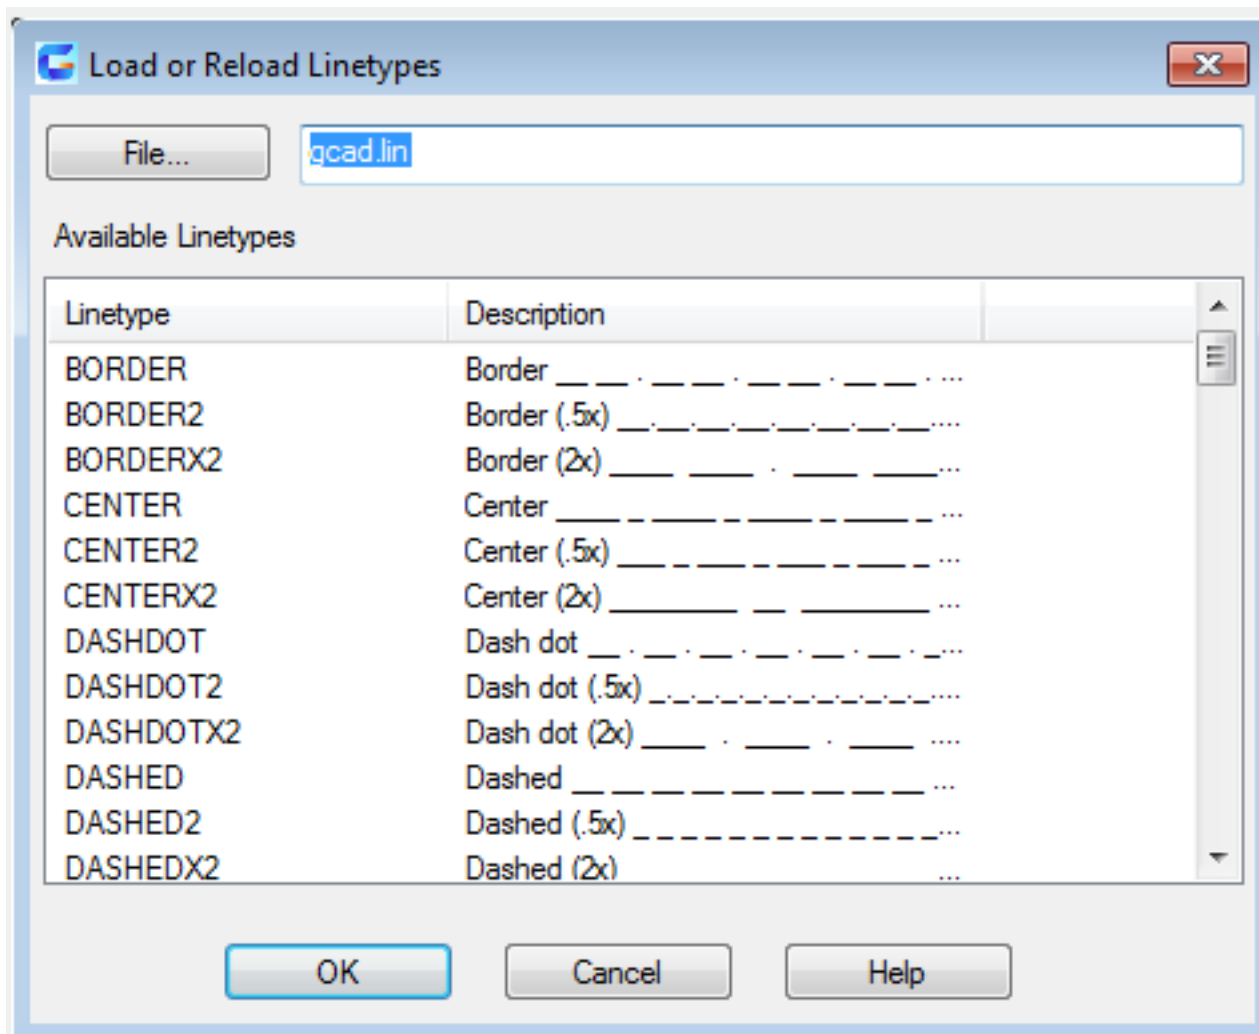 Load or Reload Linetypes
File... gcad.lin
Available Linetypes
Linetype Description
BORDER Border __ __ . __ __ . __ __ . __ __ . ...
BORDER2 Border (.5x) __.__.__.__.__.__.__.__....
BORDERX2 Border (2x) ____  ____  .  ____  ____...
CENTER Center ____ _ ____ _ ____ _ ____ _ ...
CENTER2 Center (.5x) ___ _ ___ _ ___ _ ___ _ ...
CENTERX2 Center (2x) ________  __  ________ ...
DASHDOT Dash dot __ . __ . __ . __ . __ . __ . _...
DASHDOT2 Dash dot (.5x) _._._._._._._._._._....
DASHDOTX2 Dash dot (2x) ____  .  ____  .  ____ ....
DASHED Dashed __ __ __ __ __ __ __ __ __ ...
DASHED2 Dashed (.5x) _ _ _ _ _ _ _ _ _ _ _ _ _...
DASHEDX2 Dashed (2x) ...
OK Cancel Help